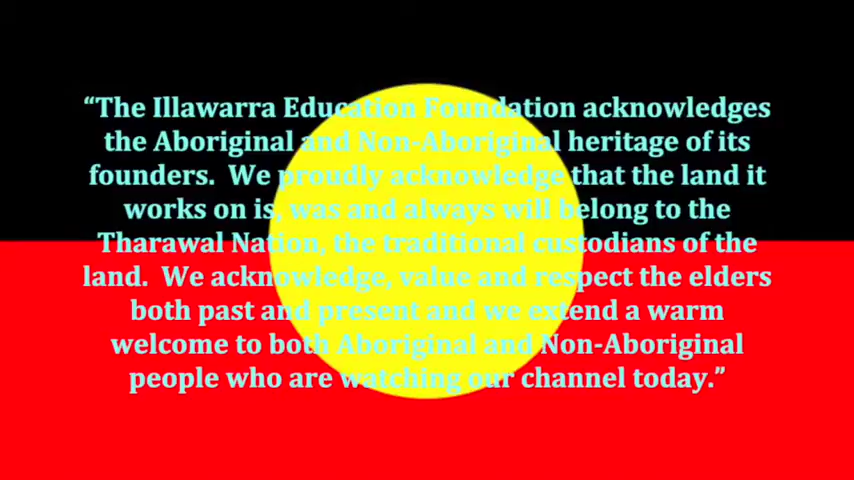 “The Illawarra Education Foundation acknowledges
the Aboriginal and Non-Aboriginal heritage of its
founders.  We proudly acknowledge that the land it
works on is, was and always will belong to the
Tharawal Nation, the traditional custodians of the
land.  We acknowledge, value and respect the elders
both past and present and we extend a warm
welcome to both Aboriginal and Non-Aboriginal
people who are watching our channel today.”